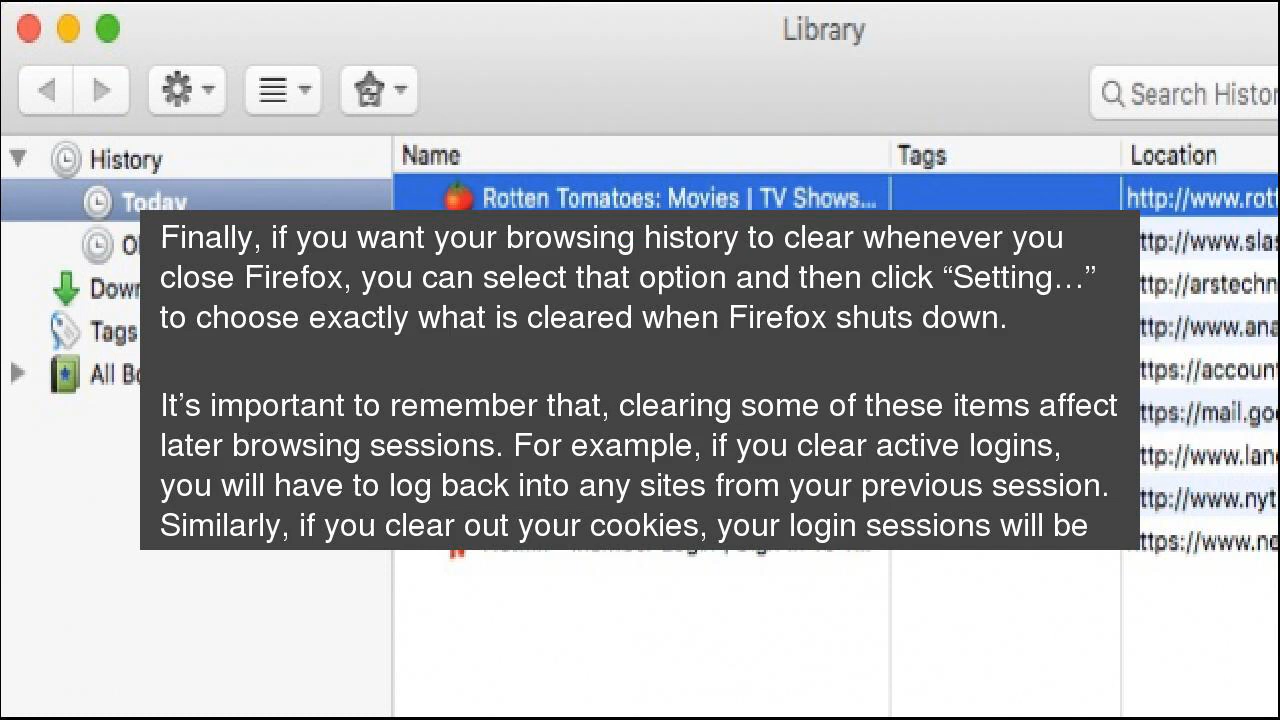 Library
Search Histor
History
Name
Tags
Location
Today
Rotten Tomatoes: Movies | TV Shows...
http://www.rott
Finally, if you want your browsing history to clear whenever you
close Firefox, you can select that option and then click “Setting…”
to choose exactly what is cleared when Firefox shuts down.
It’s important to remember that, clearing some of these items affect
later browsing sessions. For example, if you clear active logins,
you will have to log back into any sites from your previous session.
Similarly, if you clear out your cookies, your login sessions will be
Tags
All
ttp://www.slas
ttp://arstechn
ttp://www.ana
ttps://account
ttps://mail.goo
ttp://www.lan
ttp://www.nyt
ttps://www.ne